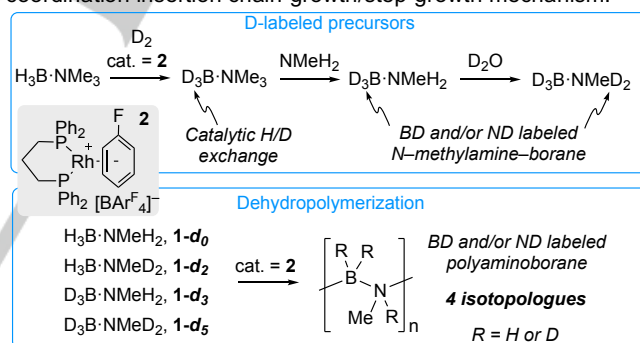 coordination insertion chain-growth/step-growth mechanism.
D-labeled precursors
D₂
cat. = 2
H₃B·NMe₃
D₃B·NMe₃
NMeH₂
D₃B·NMeH₂
D₂O
D₃B·NMeD₂
Catalytic H/D
exchange
BD and/or ND labeled
N–methylamine–borane
F
2
Ph₂
P
+
Rh
-
P
Ph₂
[BArF₄]–
Dehydropolymerization
H₃B·NMeH₂, 1-d₀
H₃B·NMeD₂, 1-d₂
D₃B·NMeH₂, 1-d₃
D₃B·NMeD₂, 1-d₅
cat. = 2
R R
B
N
Me
R
n
BD and/or ND labeled
polyaminoborane
4 isotopologues
R = H or D